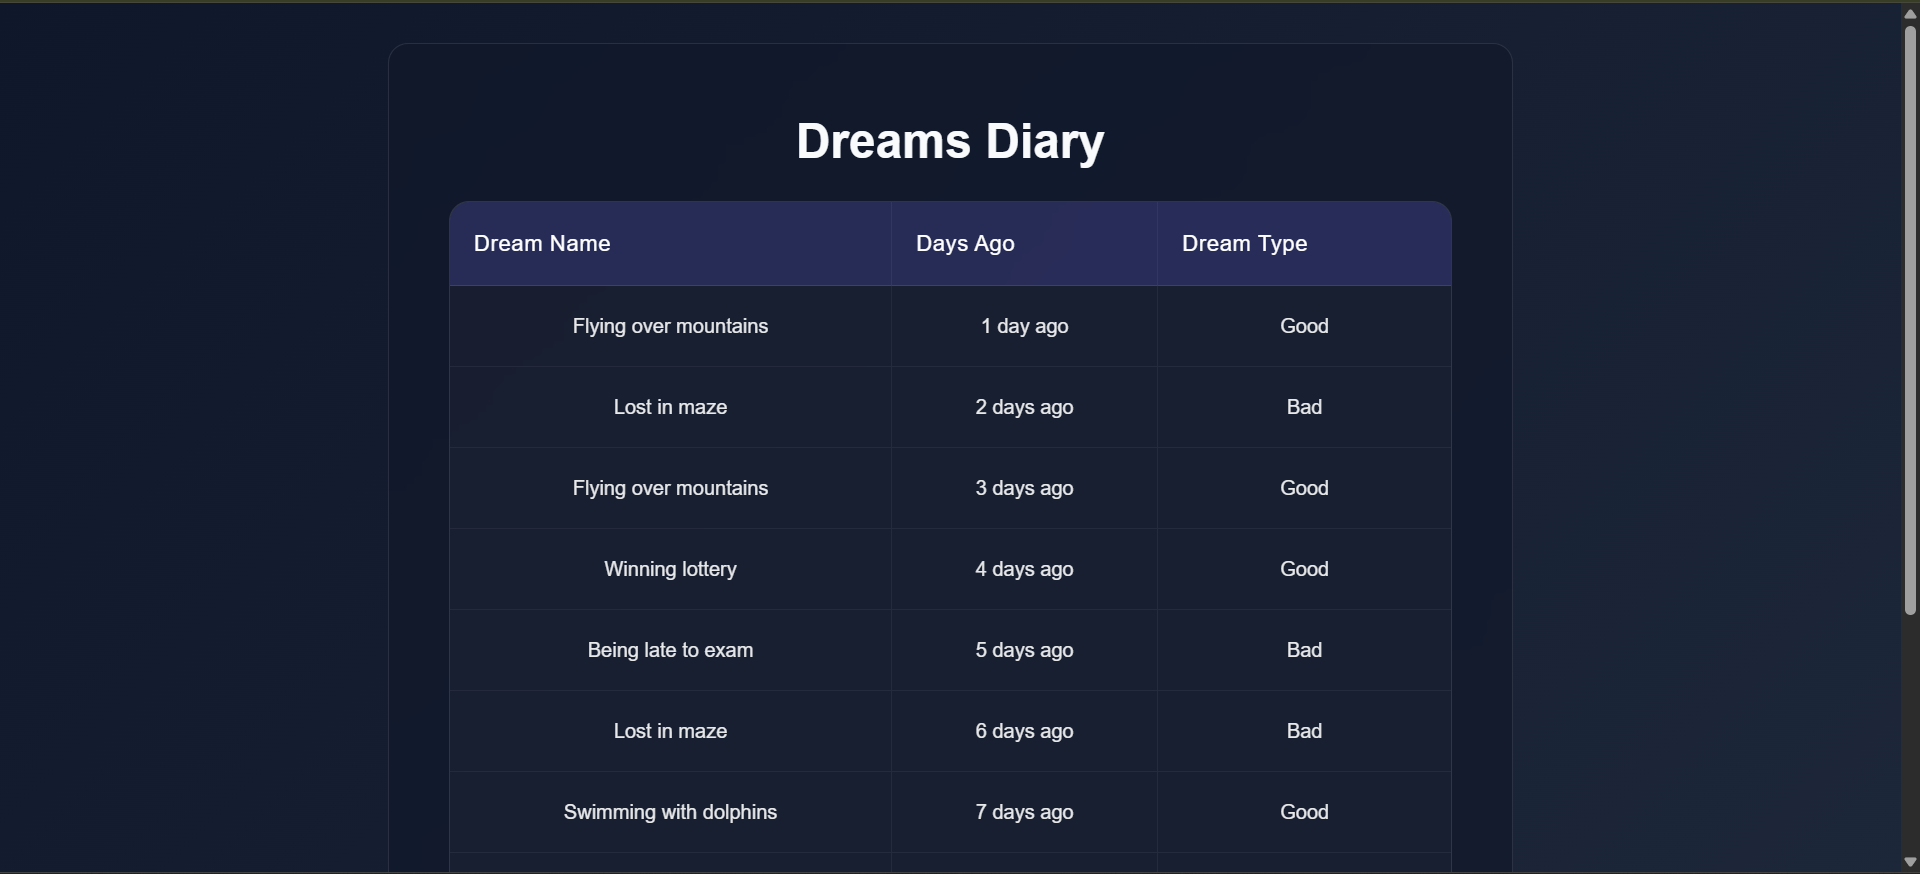 Dreams Diary
Dream Name Days Ago Dream Type
Flying over mountains 1 day ago Good
Lost in maze 2 days ago Bad
Flying over mountains 3 days ago Good
Winning lottery 4 days ago Good
Being late to exam 5 days ago Bad
Lost in maze 6 days ago Bad
Swimming with dolphins 7 days ago Good